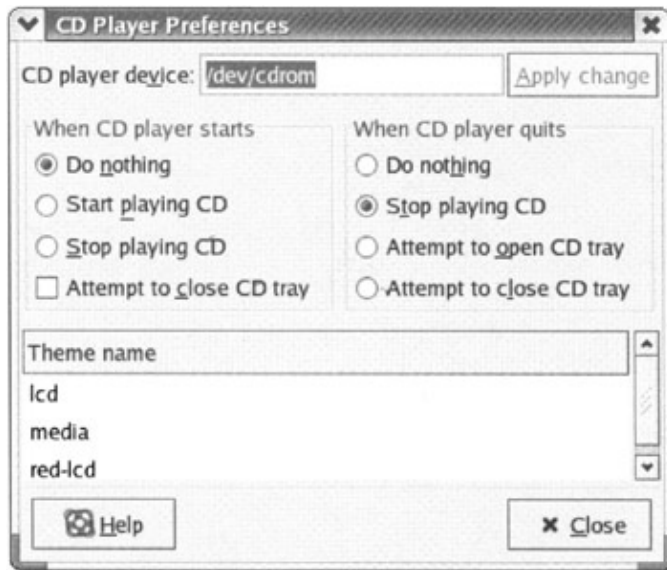 CD Player Preferences
CD player device: /dev/cdrom Apply change
When CD player starts
Do nothing
Start playing CD
Stop playing CD
Attempt to close CD tray
When CD player quits
Do nothing
Stop playing CD
Attempt to open CD tray
Attempt to close CD tray
Theme name
lcd
media
red-lcd
Help Close